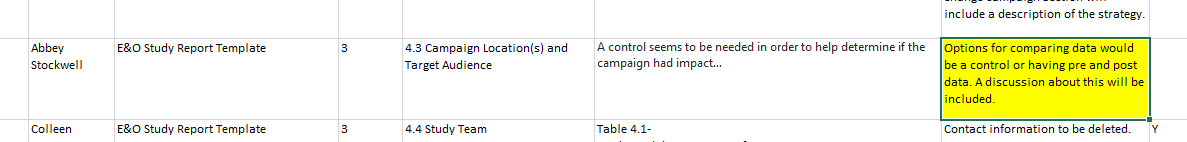 include a description of the strategy.
Abbey Stockwell
E&O Study Report Template
3
4.3 Campaign Location(s) and
Target Audience
A control seems to be needed in order to help determine if the
campaign had impact...
Options for comparing data would
be a control or having pre and post
data. A discussion about this will be
included.
Colleen
E&O Study Report Template
3
4.4 Study Team
Table 4.1-
Contact information to be deleted.
Y